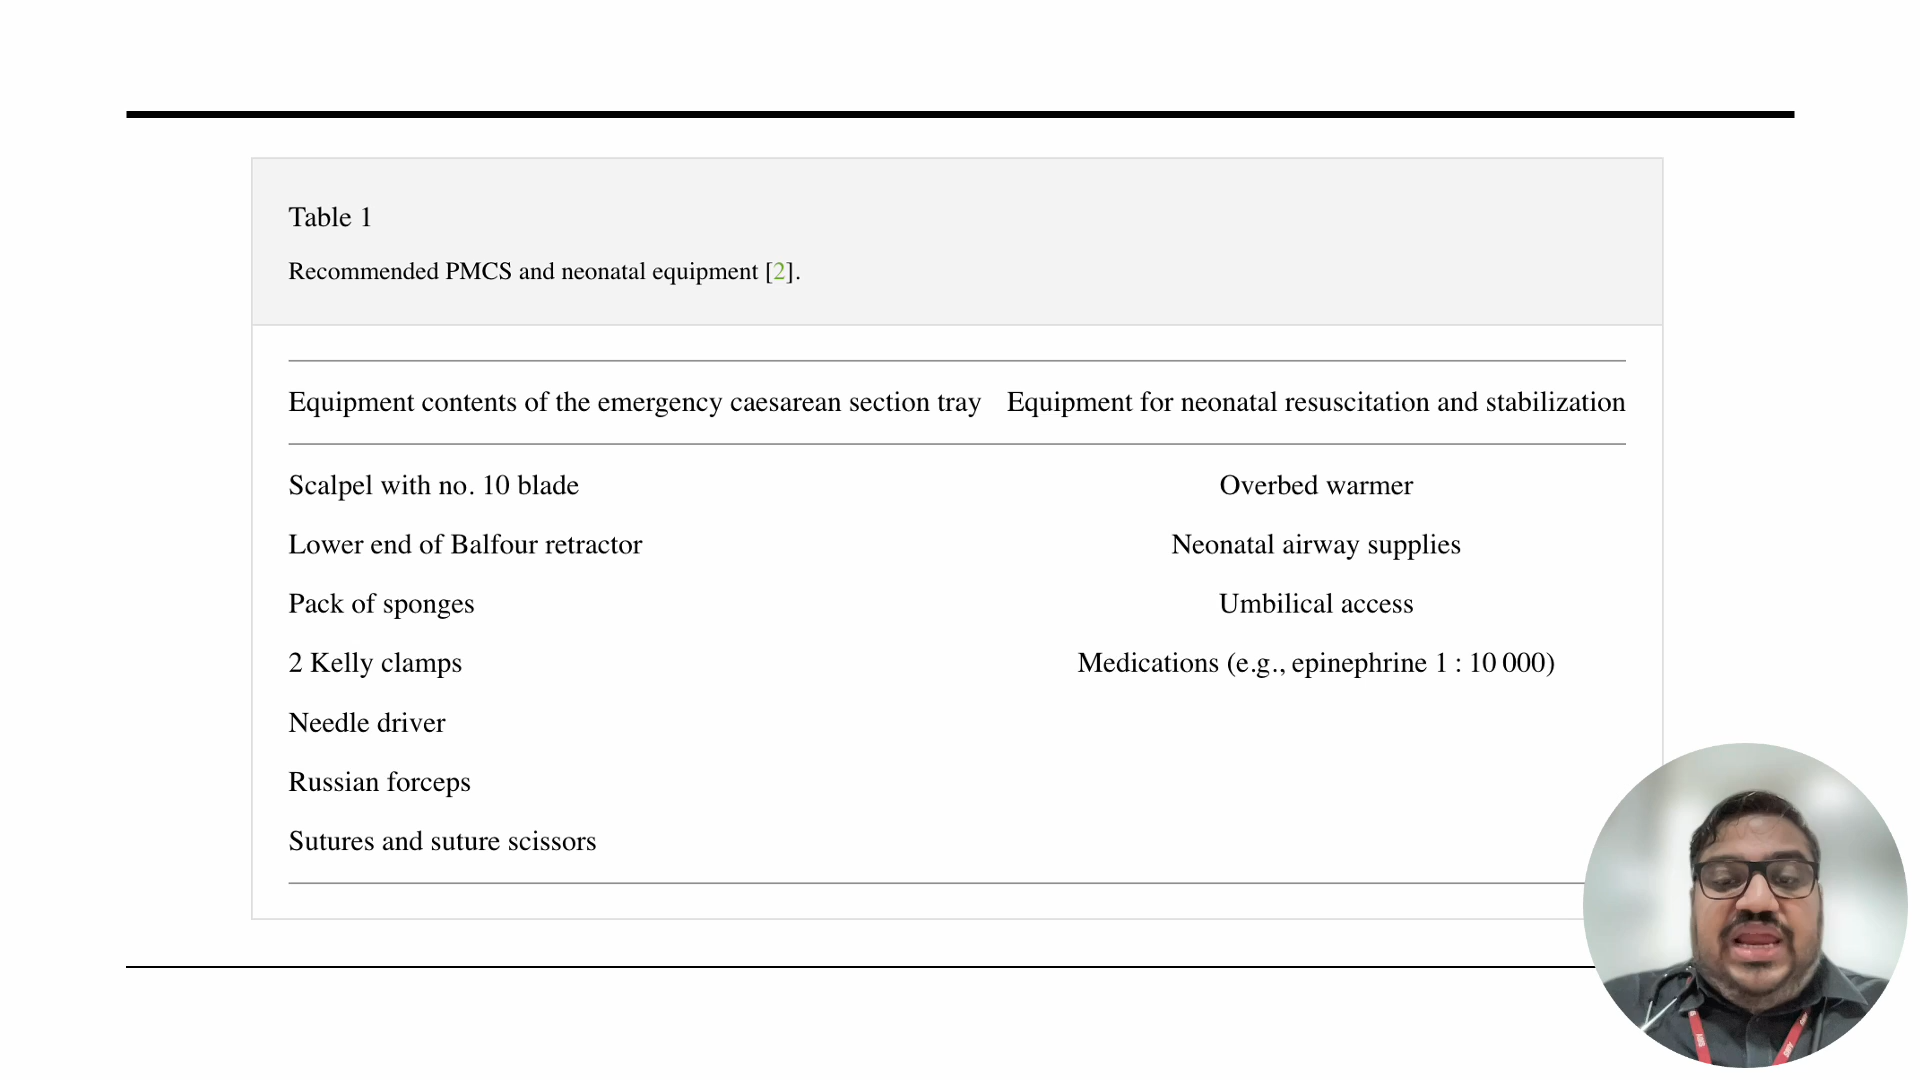 Table 1
Recommended PMCS and neonatal equipment [2].
Equipment contents of the emergency caesarean section tray Equipment for neonatal resuscitation and stabilization
Scalpel with no. 10 blade Overbed warmer
Lower end of Balfour retractor Neonatal airway supplies
Pack of sponges Umbilical access
2 Kelly clamps Medications (e.g., epinephrine 1 : 10 000)
Needle driver
Russian forceps
Sutures and suture scissors